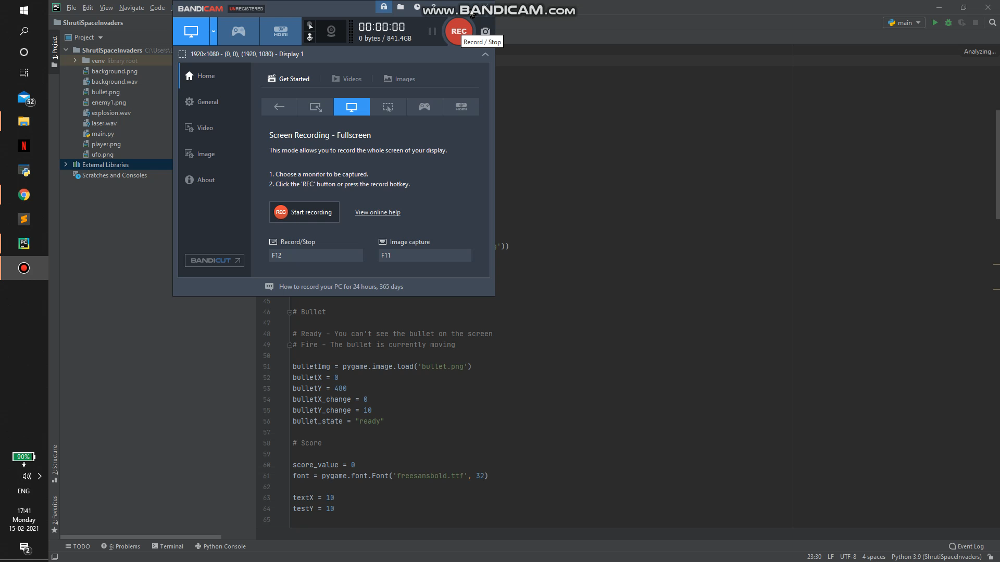 File Edit View Navigate Code
BANDICAM UNREGISTERED
www.BANDICAM.com
ShrutiSpaceInvaders
main
HDMI
00:00:00
0 bytes / 841.4GB
REC
Record / Stop
Project
1: Project
ShrutiSpaceInvaders C:\Users\
Analyzing...
1920x1080 - (0, 0), (1920, 1080) - Display 1
venv library root
background.png
background.wav
bullet.png
enemy1.png
explosion.wav
laser.wav
main.py
player.png
ufo.png
External Libraries
Scratches and Consoles
Home
General
Video
Image
About
BANDICUT
Get Started
Videos
Images
HDMI
Screen Recording - Fullscreen
This mode allows you to record the whole screen of your display.
1. Choose a monitor to be captured.
2. Click the 'REC' button or press the record hotkey.
REC Start recording
View online help
Record/Stop
Image capture
F12
F11
How to record your PC for 24 hours, 365 days
'))
45
46 # Bullet
47
48 # Ready - You can't see the bullet on the screen
49 # Fire - The bullet is currently moving
50
51 bulletImg = pygame.image.load('bullet.png')
52 bulletX = 0
53 bulletY = 480
54 bulletX_change = 0
55 bulletY_change = 10
56 bullet_state = "ready"
57
58 # Score
59
60 score_value = 0
61 font = pygame.font.Font('freesansbold.ttf', 32)
62
63 textX = 10
64 testY = 10
65
52
90%
ENG
17:41
Monday
15-02-2021
2
7: Structure
2: Favorites
TODO
6: Problems
Terminal
Python Console
Event Log
23:30 LF UTF-8 4 spaces Python 3.9 (ShrutiSpaceInvaders)